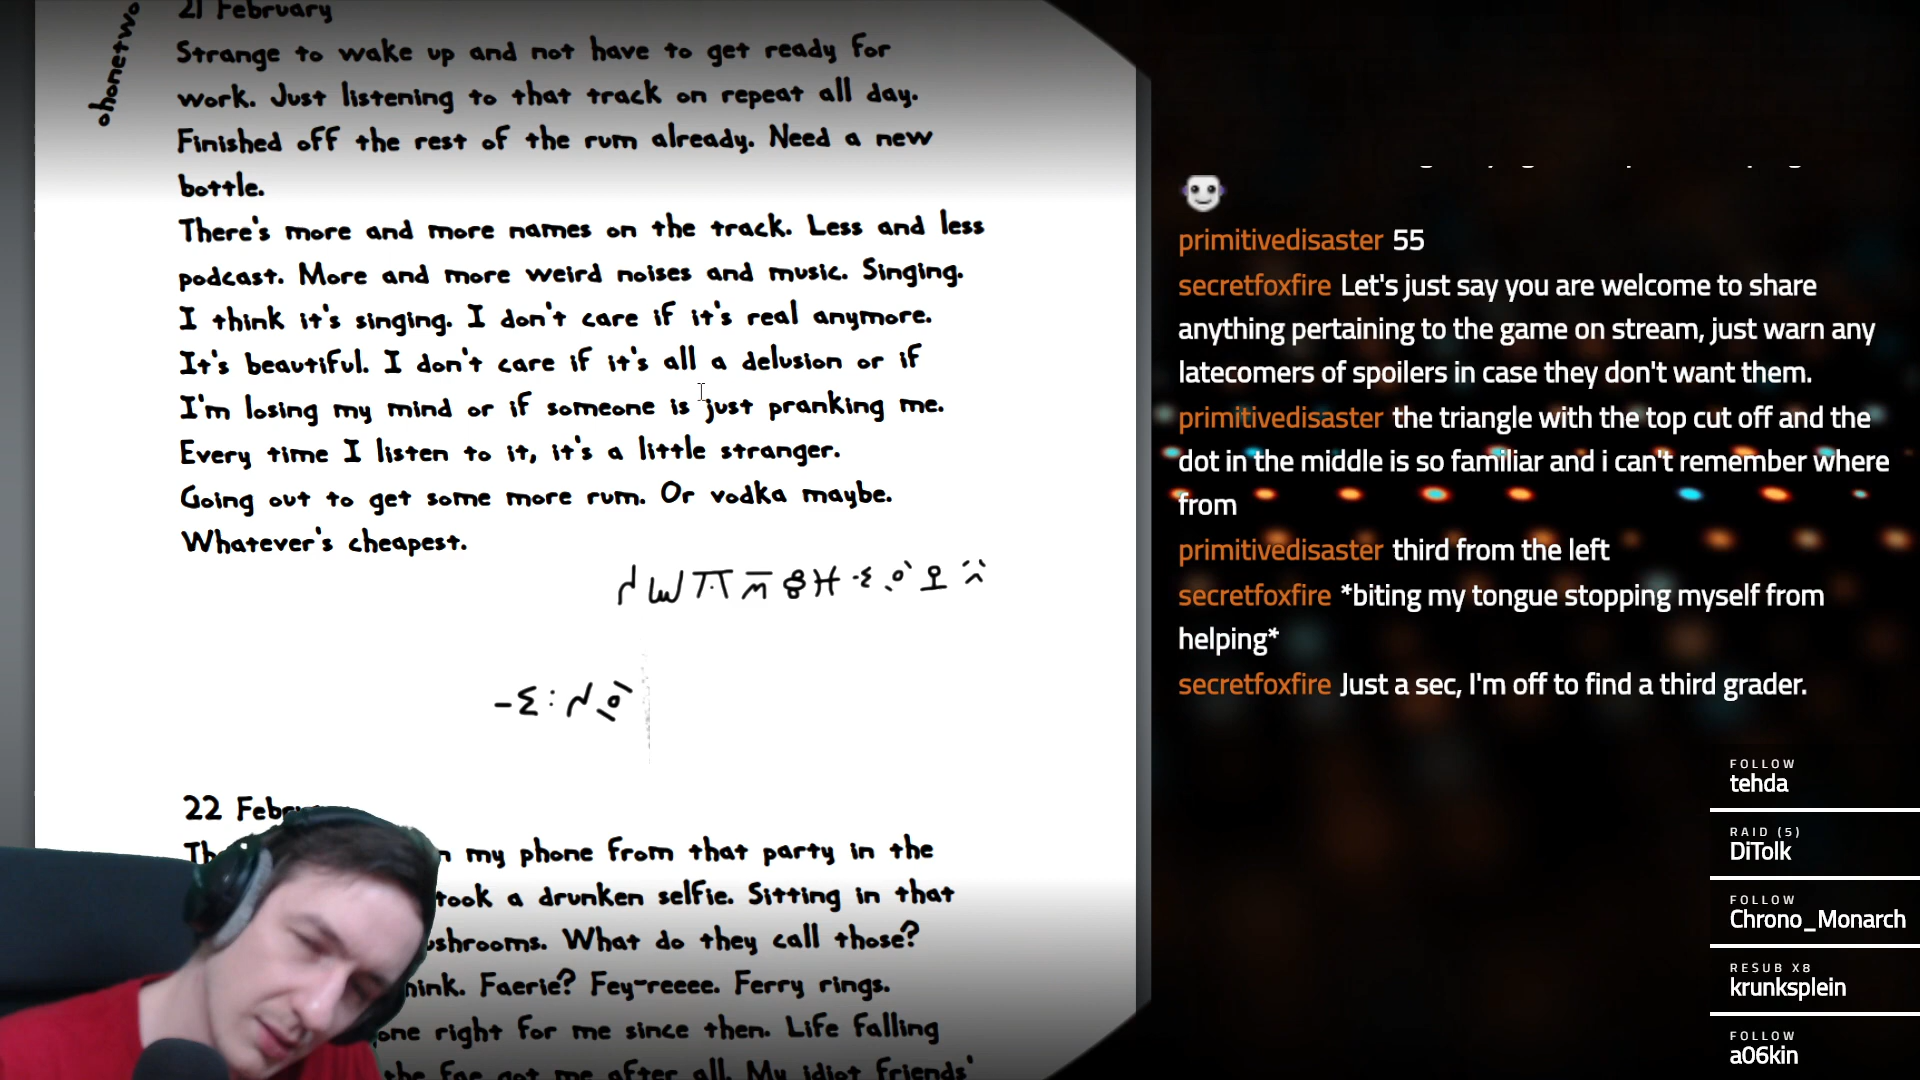 21 February
Strange to wake up and not have to get ready for
work. Just listening to that track on repeat all day.
Finished off the rest of the rum already. Need a new
bottle.
There's more and more names on the track. Less and less
podcast. More and more weird noises and music. Singing.
I think it's singing. I don't care if it's real anymore.
It's beautiful. I don't care if it's all a delusion or if
I'm losing my mind or if someone is just pranking me.
Every time I listen to it, it's a little stranger.
Going out to get some more rum. Or vodka maybe.
Whatever's cheapest.
22
my phone from that party in the
took a drunken selfie. Sitting in that
What do they call those?
Faerie? Fey-reeee. Ferry rings.
right for me since then. Life falling
the fae got me after all. My idiot friends'
primitivedisaster 55
secretfoxfire Let's just say you are welcome to share
anything pertaining to the game on stream, just warn any
latecomers of spoilers in case they don't want them.
primitivedisaster the triangle with the top cut off and the
dot in the middle is so familiar and i can't remember where
from
primitivedisaster third from the left
secretfoxfire *biting my tongue stopping myself from
helping*
secretfoxfire Just a sec, I'm off to find a third grader.
FOLLOW
tehda
RAID (5)
DiTolk
FOLLOW
Chrono_Monarch
RESUB X8
krunksplein
FOLLOW
a06kin